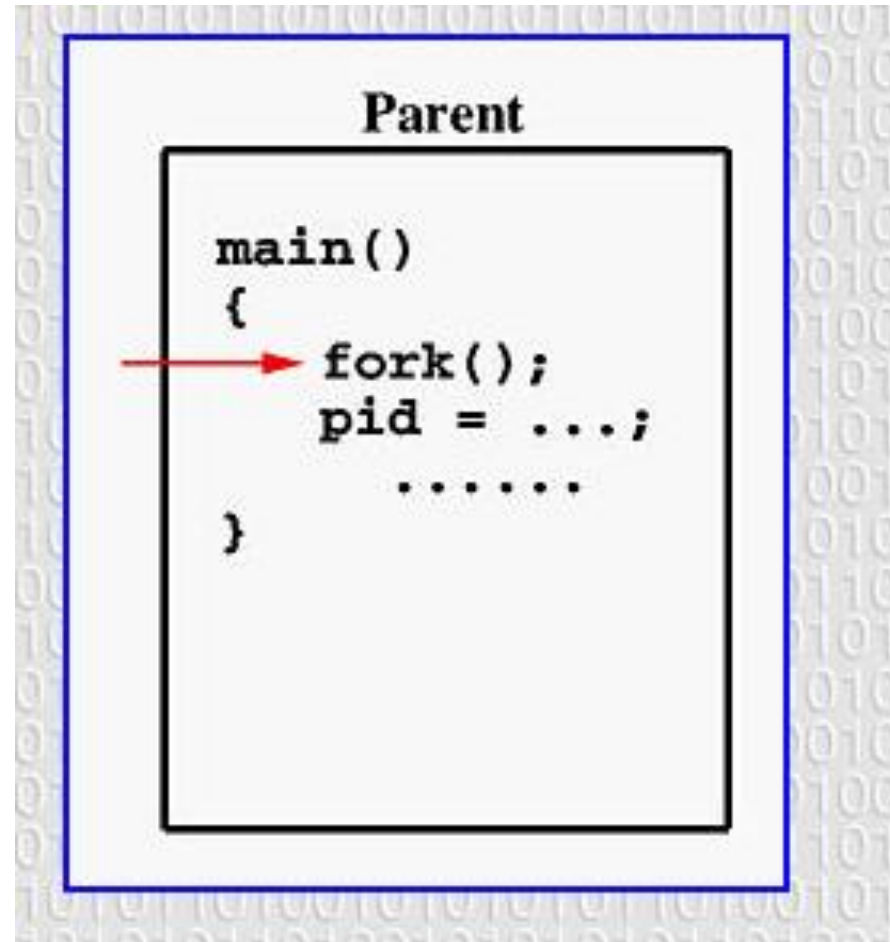 Parent
main()
{
fork();
pid = ...;
......
}